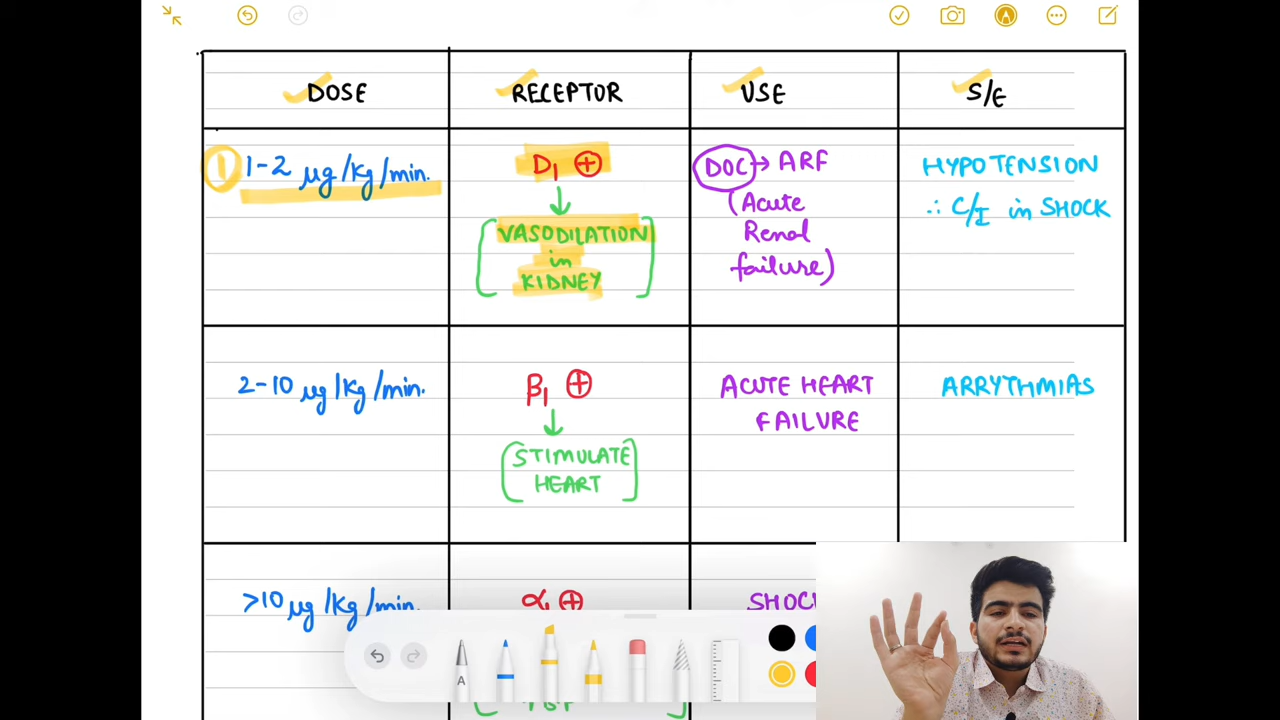 DOSE
RECEPTOR
USE
S/E
1 1-2 µg/kg/min.
D1 ⊕
↓
[VASODILATION
in
KIDNEY]
DOC → ARF
(Acute
Renal
failure)
HYPOTENSION
∴ C/I in SHOCK
2-10 µg/kg/min.
β1 ⊕
↓
[STIMULATE
HEART]
ACUTE HEART
FAILURE
ARRYTHMIAS
>10 µg/kg/min.
α1 ⊕
SHOCK
A